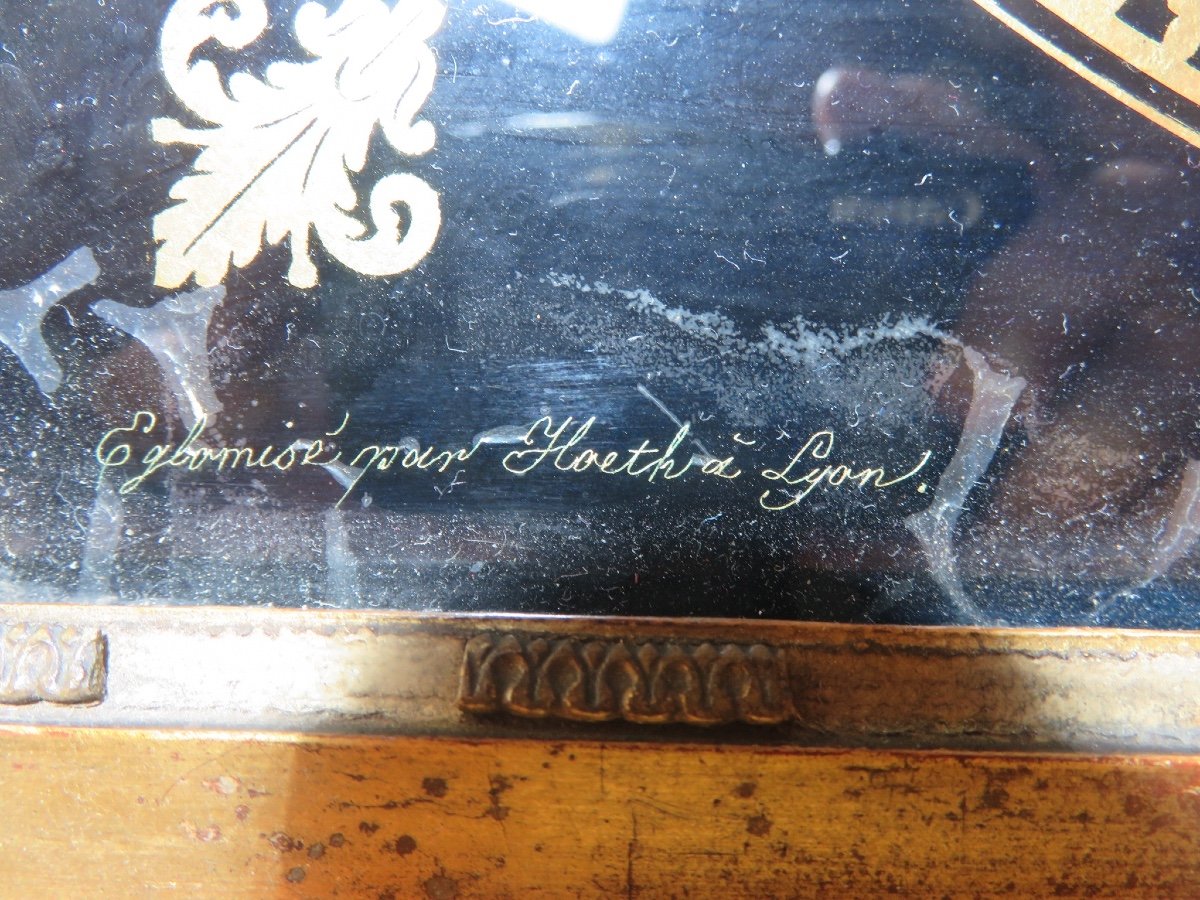 Eglomisé par Hoeth à Lyon.